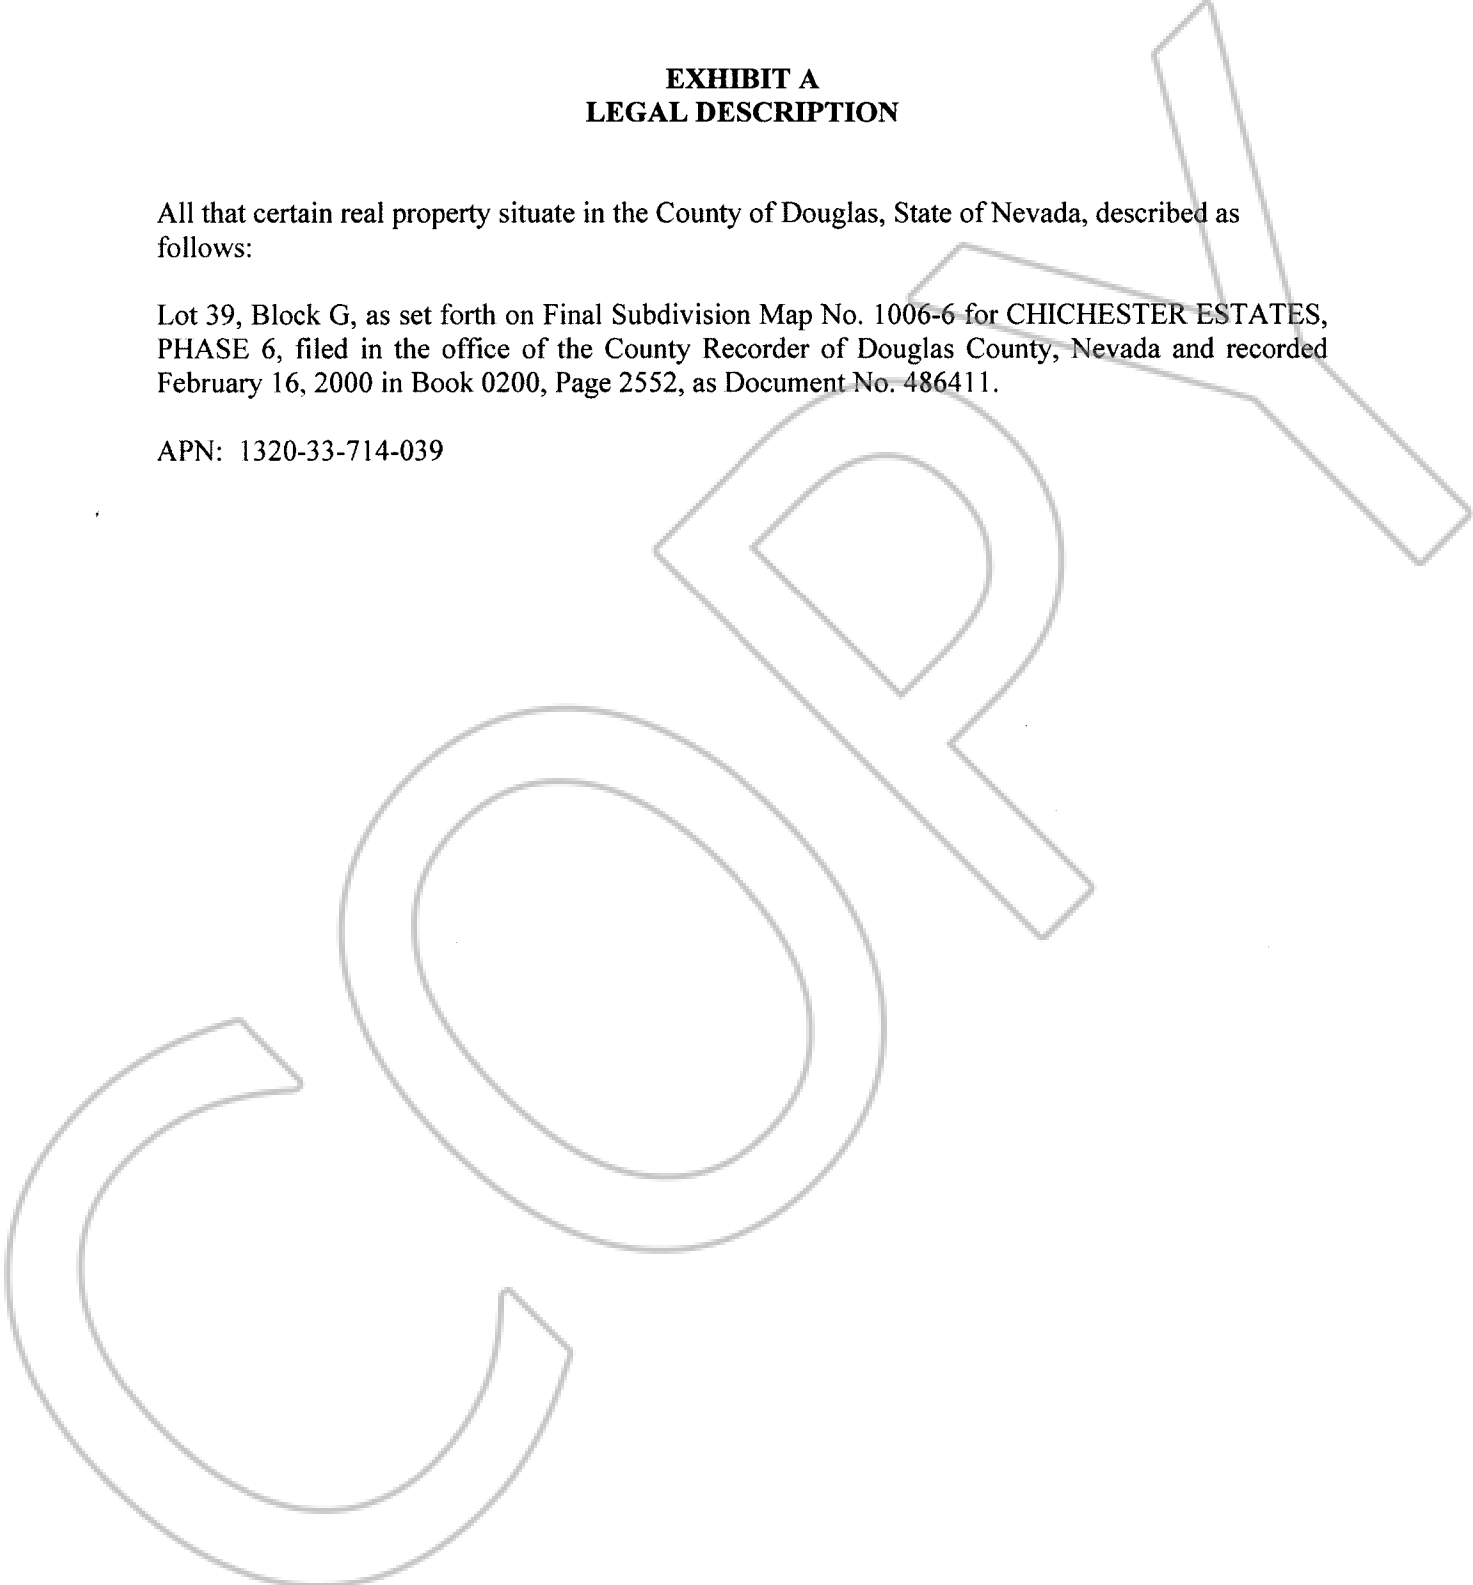 EXHIBIT A
LEGAL DESCRIPTION
All that certain real property situate in the County of Douglas, State of Nevada, described as
follows:
Lot 39, Block G, as set forth on Final Subdivision Map No. 1006-6 for CHICHESTER ESTATES,
PHASE 6, filed in the office of the County Recorder of Douglas County, Nevada and recorded
February 16, 2000 in Book 0200, Page 2552, as Document No. 486411.
APN: 1320-33-714-039
COPY